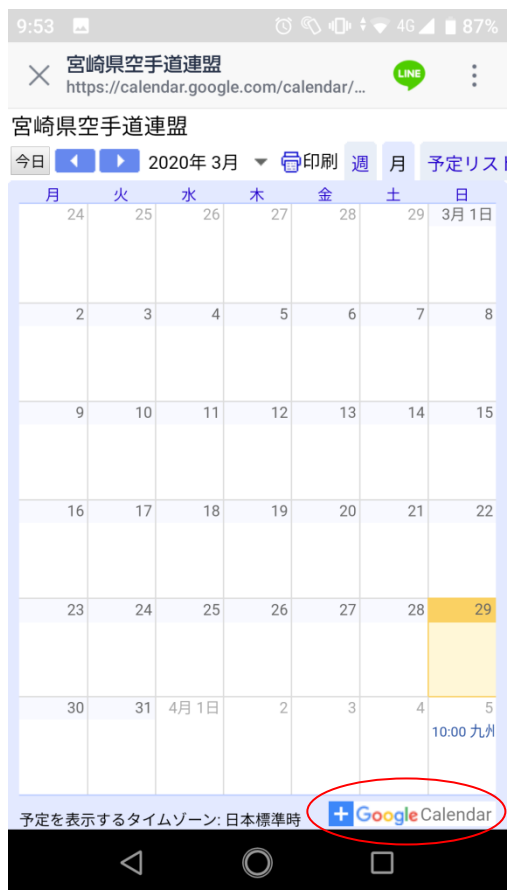 9:53 4G 87%
宮崎県空手道連盟
https://calendar.google.com/calendar/...
LINE
宮崎県空手道連盟
今日 2020年 3月 印刷 週 月 予定リスト
月 火 水 木 金 土 日
24 25 26 27 28 29 3月 1日
2 3 4 5 6 7 8
9 10 11 12 13 14 15
16 17 18 19 20 21 22
23 24 25 26 27 28 29
30 31 4月 1日 2 3 4 5
10:00 九州
予定を表示するタイムゾーン: 日本標準時 + Google Calendar